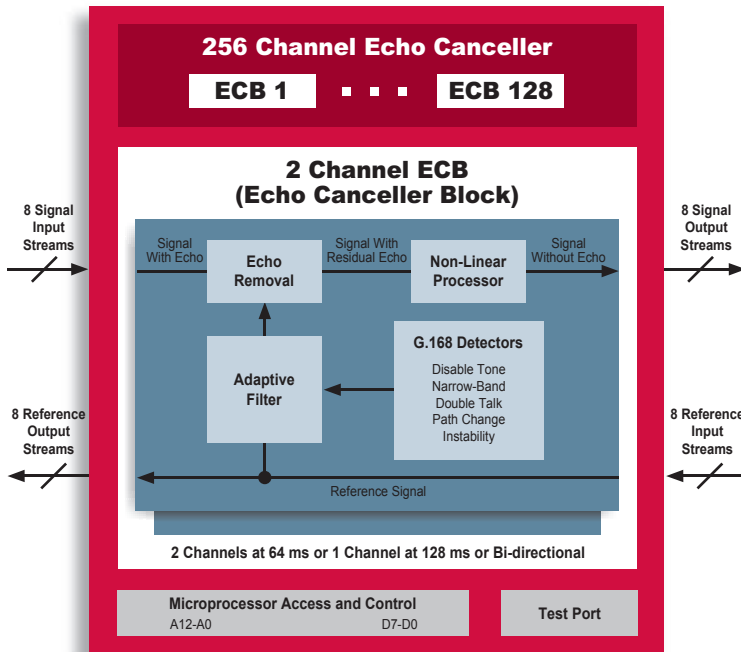 256 Channel Echo Canceller
ECB 1
ECB 128
2 Channel ECB
(Echo Canceller Block)
8 Signal
Input
Streams
8 Signal
Output
Streams
Signal
With Echo
Echo
Removal
Signal With
Residual Echo
Non-Linear
Processor
Signal
Without Echo
Adaptive
Filter
G.168 Detectors
Disable Tone
Narrow-Band
Double Talk
Path Change
Instability
8 Reference
Output
Streams
8 Reference
Input
Streams
Reference Signal
2 Channels at 64 ms or 1 Channel at 128 ms or Bi-directional
Microprocessor Access and Control
A12-A0
D7-D0
Test Port